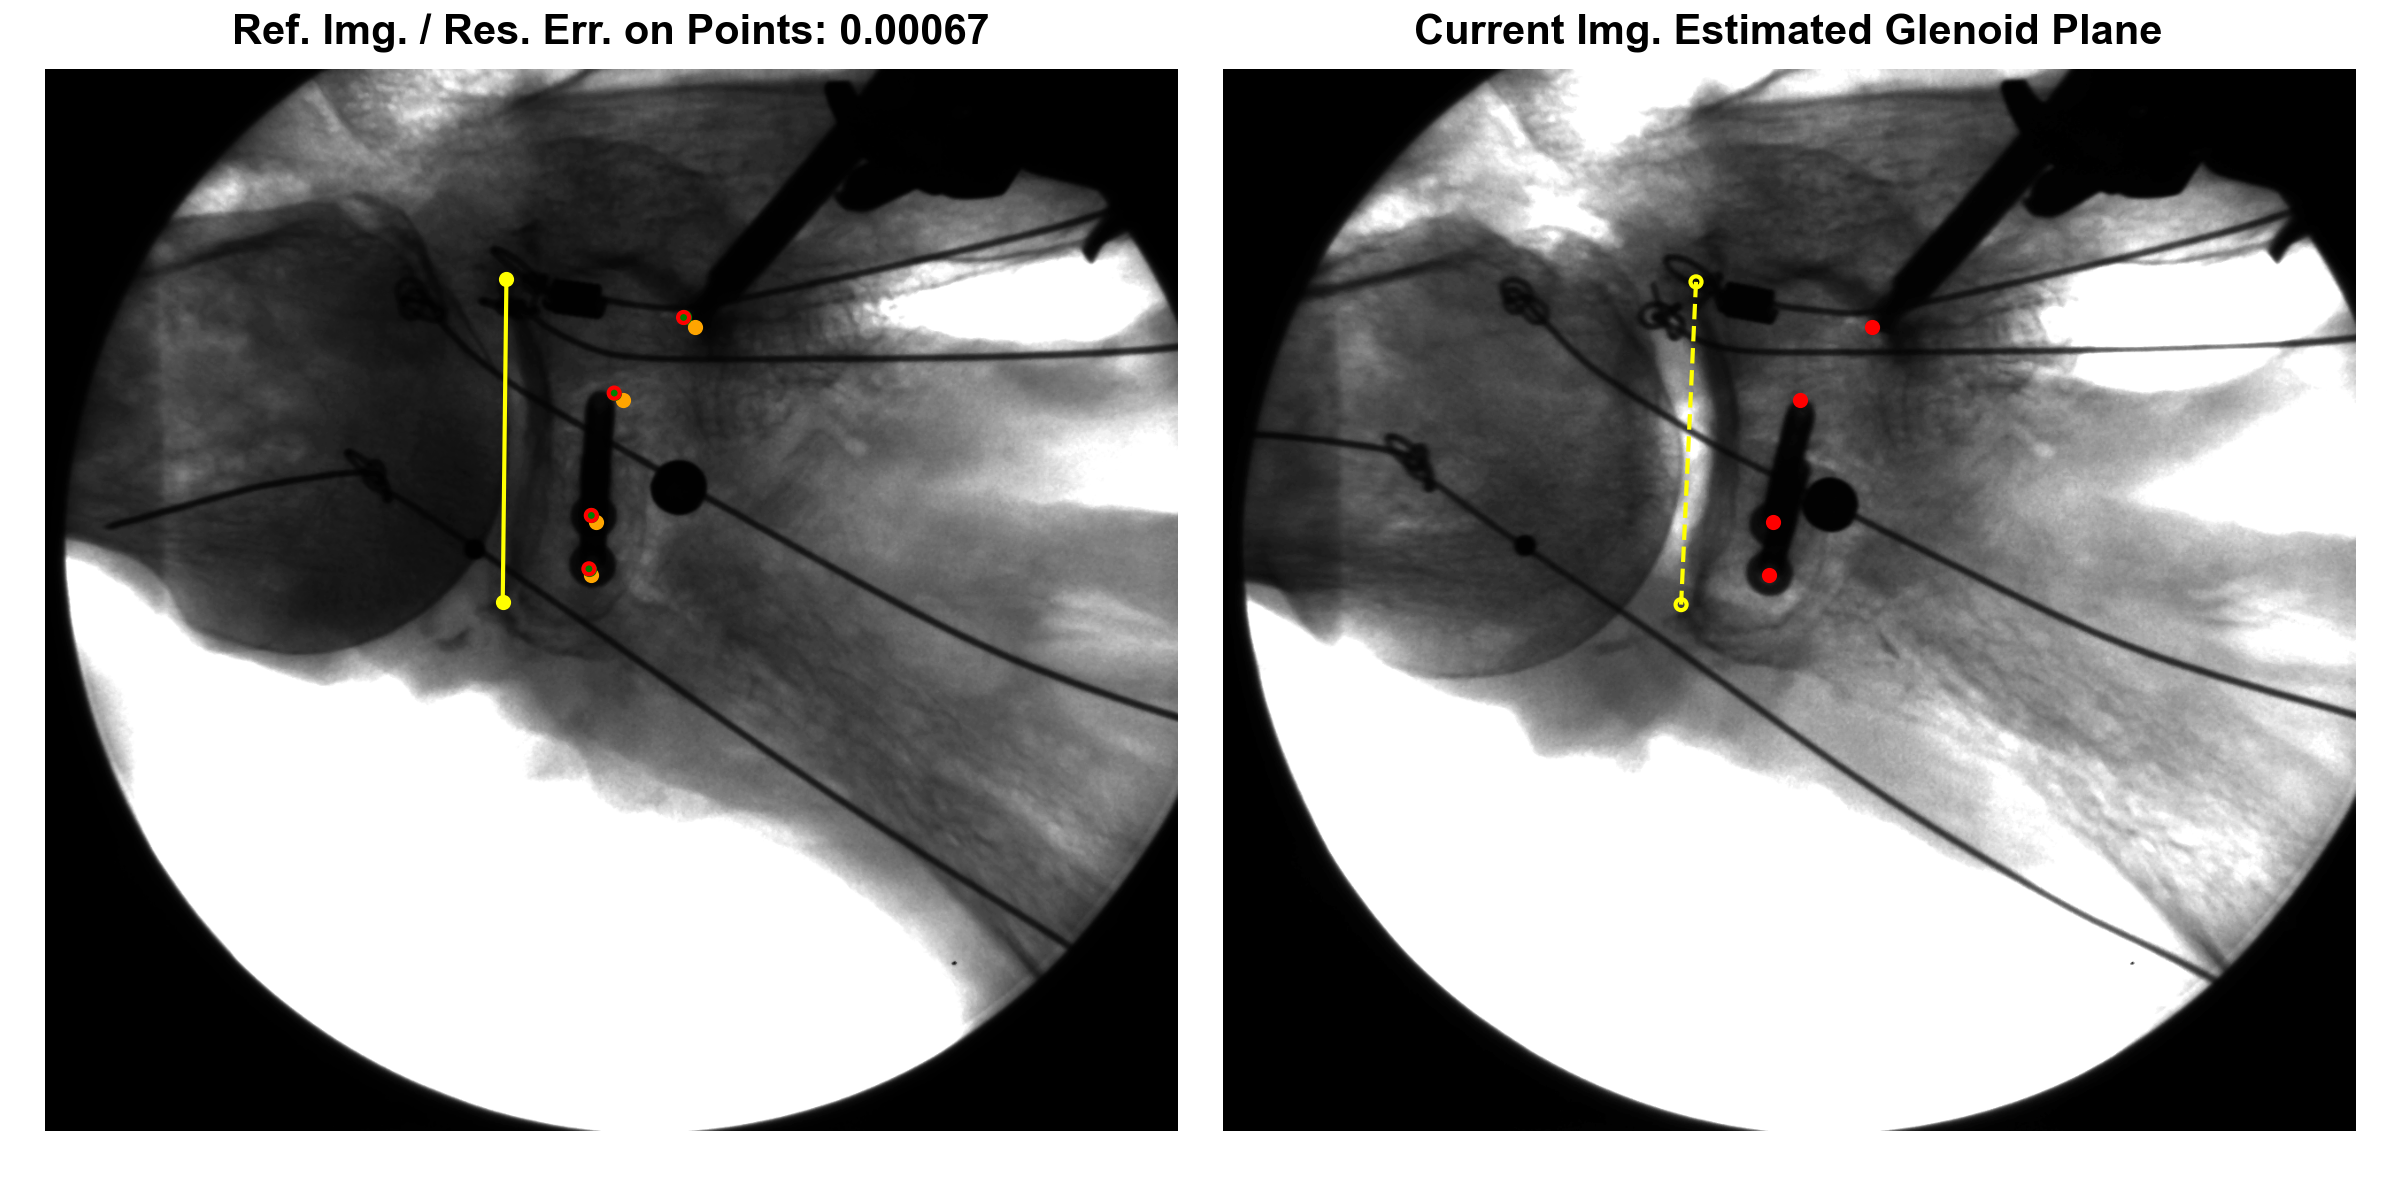 Ref. Img. / Res. Err. on Points: 0.00067
Current Img. Estimated Glenoid Plane